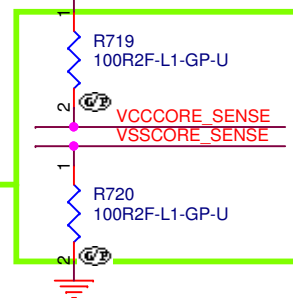 1
R719
100R2F-L1-GP-U
2
G/P
VCCCORE_SENSE
VSSCORE_SENSE
1
R720
100R2F-L1-GP-U
2
G/P